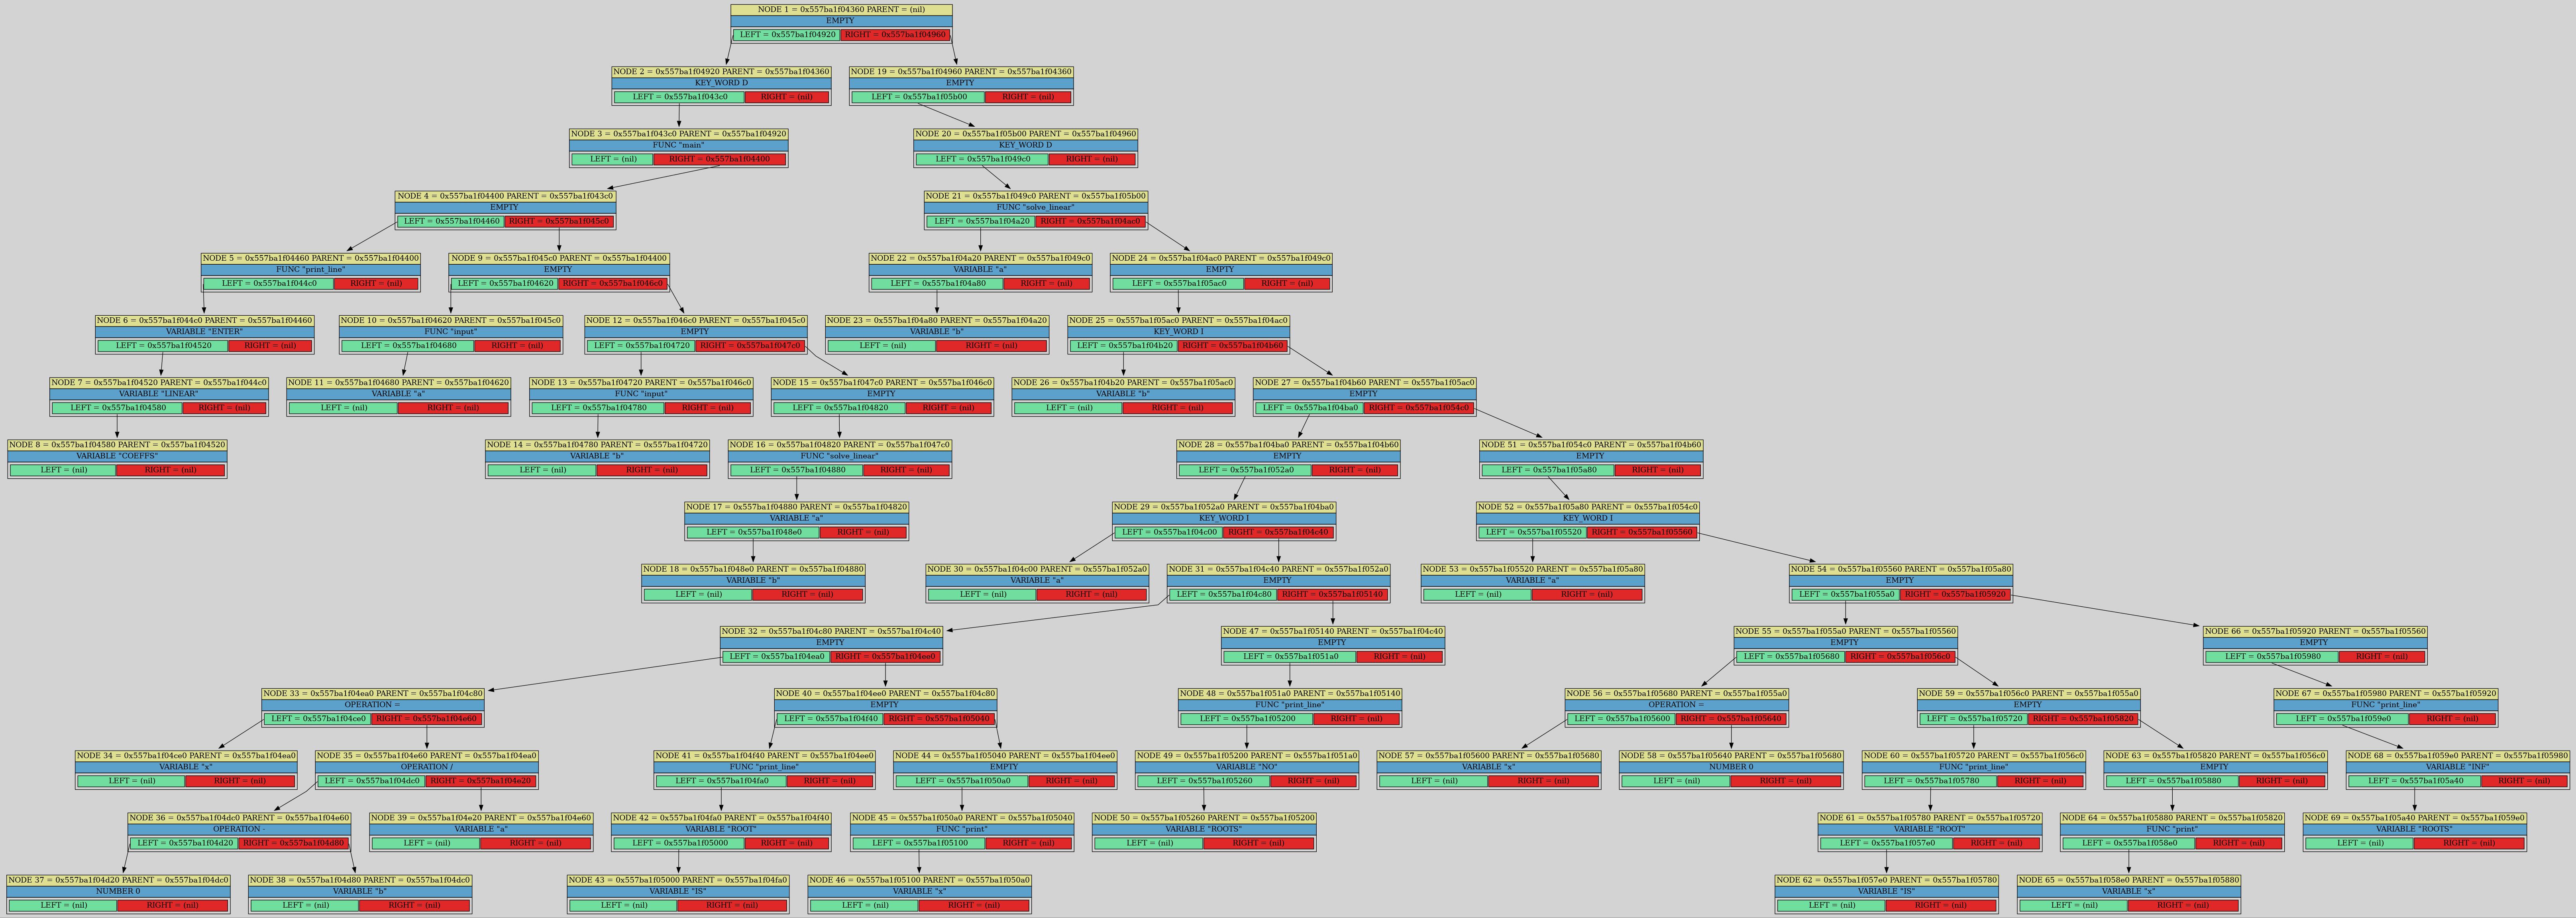 NODE 1 = 0x557ba1f04360 PARENT = (nil)
EMPTY
LEFT = 0x557ba1f04920 RIGHT = 0x557ba1f04960
NODE 2 = 0x557ba1f04920 PARENT = 0x557ba1f04360
KEY_WORD D
LEFT = 0x557ba1f043c0 RIGHT = (nil)
NODE 19 = 0x557ba1f04960 PARENT = 0x557ba1f04360
EMPTY
LEFT = 0x557ba1f05b00 RIGHT = (nil)
NODE 3 = 0x557ba1f043c0 PARENT = 0x557ba1f04920
FUNC "main"
LEFT = (nil) RIGHT = 0x557ba1f04400
NODE 20 = 0x557ba1f05b00 PARENT = 0x557ba1f04960
KEY_WORD D
LEFT = 0x557ba1f049c0 RIGHT = (nil)
NODE 4 = 0x557ba1f04400 PARENT = 0x557ba1f043c0
EMPTY
LEFT = 0x557ba1f04460 RIGHT = 0x557ba1f045c0
NODE 21 = 0x557ba1f049c0 PARENT = 0x557ba1f05b00
FUNC "solve_linear"
LEFT = 0x557ba1f04a20 RIGHT = 0x557ba1f04ac0
NODE 5 = 0x557ba1f04460 PARENT = 0x557ba1f04400
FUNC "print_line"
LEFT = 0x557ba1f044c0 RIGHT = (nil)
NODE 9 = 0x557ba1f045c0 PARENT = 0x557ba1f04400
EMPTY
LEFT = 0x557ba1f04620 RIGHT = 0x557ba1f046c0
NODE 22 = 0x557ba1f04a20 PARENT = 0x557ba1f049c0
VARIABLE "a"
LEFT = 0x557ba1f04a80 RIGHT = (nil)
NODE 24 = 0x557ba1f04ac0 PARENT = 0x557ba1f049c0
EMPTY
LEFT = 0x557ba1f05ac0 RIGHT = (nil)
NODE 6 = 0x557ba1f044c0 PARENT = 0x557ba1f04460
VARIABLE "ENTER"
LEFT = 0x557ba1f04520 RIGHT = (nil)
NODE 10 = 0x557ba1f04620 PARENT = 0x557ba1f045c0
FUNC "input"
LEFT = 0x557ba1f04680 RIGHT = (nil)
NODE 12 = 0x557ba1f046c0 PARENT = 0x557ba1f045c0
EMPTY
LEFT = 0x557ba1f04720 RIGHT = 0x557ba1f047c0
NODE 23 = 0x557ba1f04a80 PARENT = 0x557ba1f04a20
VARIABLE "b"
LEFT = (nil) RIGHT = (nil)
NODE 25 = 0x557ba1f05ac0 PARENT = 0x557ba1f04ac0
KEY_WORD I
LEFT = 0x557ba1f04b20 RIGHT = 0x557ba1f04b60
NODE 7 = 0x557ba1f04520 PARENT = 0x557ba1f044c0
VARIABLE "LINEAR"
LEFT = 0x557ba1f04580 RIGHT = (nil)
NODE 11 = 0x557ba1f04680 PARENT = 0x557ba1f04620
VARIABLE "a"
LEFT = (nil) RIGHT = (nil)
NODE 13 = 0x557ba1f04720 PARENT = 0x557ba1f046c0
FUNC "input"
LEFT = 0x557ba1f04780 RIGHT = (nil)
NODE 15 = 0x557ba1f047c0 PARENT = 0x557ba1f046c0
EMPTY
LEFT = 0x557ba1f04820 RIGHT = (nil)
NODE 26 = 0x557ba1f04b20 PARENT = 0x557ba1f05ac0
VARIABLE "b"
LEFT = (nil) RIGHT = (nil)
NODE 27 = 0x557ba1f04b60 PARENT = 0x557ba1f05ac0
EMPTY
LEFT = 0x557ba1f04ba0 RIGHT = 0x557ba1f054c0
NODE 8 = 0x557ba1f04580 PARENT = 0x557ba1f04520
VARIABLE "COEFFS"
LEFT = (nil) RIGHT = (nil)
NODE 14 = 0x557ba1f04780 PARENT = 0x557ba1f04720
VARIABLE "b"
LEFT = (nil) RIGHT = (nil)
NODE 16 = 0x557ba1f04820 PARENT = 0x557ba1f047c0
FUNC "solve_linear"
LEFT = 0x557ba1f04880 RIGHT = (nil)
NODE 28 = 0x557ba1f04ba0 PARENT = 0x557ba1f04b60
EMPTY
LEFT = 0x557ba1f052a0 RIGHT = (nil)
NODE 51 = 0x557ba1f054c0 PARENT = 0x557ba1f04b60
EMPTY
LEFT = 0x557ba1f05a80 RIGHT = (nil)
NODE 17 = 0x557ba1f04880 PARENT = 0x557ba1f04820
VARIABLE "a"
LEFT = 0x557ba1f048e0 RIGHT = (nil)
NODE 29 = 0x557ba1f052a0 PARENT = 0x557ba1f04ba0
KEY_WORD I
LEFT = 0x557ba1f04c00 RIGHT = 0x557ba1f04c40
NODE 52 = 0x557ba1f05a80 PARENT = 0x557ba1f054c0
KEY_WORD I
LEFT = 0x557ba1f05520 RIGHT = 0x557ba1f05560
NODE 18 = 0x557ba1f048e0 PARENT = 0x557ba1f04880
VARIABLE "b"
LEFT = (nil) RIGHT = (nil)
NODE 30 = 0x557ba1f04c00 PARENT = 0x557ba1f052a0
VARIABLE "a"
LEFT = (nil) RIGHT = (nil)
NODE 31 = 0x557ba1f04c40 PARENT = 0x557ba1f052a0
EMPTY
LEFT = 0x557ba1f04c80 RIGHT = 0x557ba1f05140
NODE 53 = 0x557ba1f05520 PARENT = 0x557ba1f05a80
VARIABLE "a"
LEFT = (nil) RIGHT = (nil)
NODE 54 = 0x557ba1f05560 PARENT = 0x557ba1f05a80
EMPTY
LEFT = 0x557ba1f055a0 RIGHT = 0x557ba1f05920
NODE 32 = 0x557ba1f04c80 PARENT = 0x557ba1f04c40
EMPTY
LEFT = 0x557ba1f04ea0 RIGHT = 0x557ba1f04ee0
NODE 47 = 0x557ba1f05140 PARENT = 0x557ba1f04c40
EMPTY
LEFT = 0x557ba1f051a0 RIGHT = (nil)
NODE 55 = 0x557ba1f055a0 PARENT = 0x557ba1f05560
EMPTY
LEFT = 0x557ba1f05680 RIGHT = 0x557ba1f056c0
NODE 66 = 0x557ba1f05920 PARENT = 0x557ba1f05560
EMPTY
LEFT = 0x557ba1f05980 RIGHT = (nil)
NODE 33 = 0x557ba1f04ea0 PARENT = 0x557ba1f04c80
OPERATION =
LEFT = 0x557ba1f04ce0 RIGHT = 0x557ba1f04e60
NODE 40 = 0x557ba1f04ee0 PARENT = 0x557ba1f04c80
EMPTY
LEFT = 0x557ba1f04f40 RIGHT = 0x557ba1f05040
NODE 48 = 0x557ba1f051a0 PARENT = 0x557ba1f05140
FUNC "print_line"
LEFT = 0x557ba1f05200 RIGHT = (nil)
NODE 56 = 0x557ba1f05680 PARENT = 0x557ba1f055a0
OPERATION =
LEFT = 0x557ba1f05600 RIGHT = 0x557ba1f05640
NODE 59 = 0x557ba1f056c0 PARENT = 0x557ba1f055a0
EMPTY
LEFT = 0x557ba1f05720 RIGHT = 0x557ba1f05820
NODE 67 = 0x557ba1f05980 PARENT = 0x557ba1f05920
FUNC "print_line"
LEFT = 0x557ba1f059e0 RIGHT = (nil)
NODE 34 = 0x557ba1f04ce0 PARENT = 0x557ba1f04ea0
VARIABLE "x"
LEFT = (nil) RIGHT = (nil)
NODE 35 = 0x557ba1f04e60 PARENT = 0x557ba1f04ea0
OPERATION /
LEFT = 0x557ba1f04dc0 RIGHT = 0x557ba1f04e20
NODE 41 = 0x557ba1f04f40 PARENT = 0x557ba1f04ee0
FUNC "print_line"
LEFT = 0x557ba1f04fa0 RIGHT = (nil)
NODE 44 = 0x557ba1f05040 PARENT = 0x557ba1f04ee0
EMPTY
LEFT = 0x557ba1f050a0 RIGHT = (nil)
NODE 49 = 0x557ba1f05200 PARENT = 0x557ba1f051a0
VARIABLE "NO"
LEFT = 0x557ba1f05260 RIGHT = (nil)
NODE 57 = 0x557ba1f05600 PARENT = 0x557ba1f05680
VARIABLE "x"
LEFT = (nil) RIGHT = (nil)
NODE 58 = 0x557ba1f05640 PARENT = 0x557ba1f05680
NUMBER 0
LEFT = (nil) RIGHT = (nil)
NODE 60 = 0x557ba1f05720 PARENT = 0x557ba1f056c0
FUNC "print_line"
LEFT = 0x557ba1f05780 RIGHT = (nil)
NODE 63 = 0x557ba1f05820 PARENT = 0x557ba1f056c0
EMPTY
LEFT = 0x557ba1f05880 RIGHT = (nil)
NODE 68 = 0x557ba1f059e0 PARENT = 0x557ba1f05980
VARIABLE "INF"
LEFT = 0x557ba1f05a40 RIGHT = (nil)
NODE 36 = 0x557ba1f04dc0 PARENT = 0x557ba1f04e60
OPERATION -
LEFT = 0x557ba1f04d20 RIGHT = 0x557ba1f04d80
NODE 39 = 0x557ba1f04e20 PARENT = 0x557ba1f04e60
VARIABLE "a"
LEFT = (nil) RIGHT = (nil)
NODE 42 = 0x557ba1f04fa0 PARENT = 0x557ba1f04f40
VARIABLE "ROOT"
LEFT = 0x557ba1f05000 RIGHT = (nil)
NODE 45 = 0x557ba1f050a0 PARENT = 0x557ba1f05040
FUNC "print"
LEFT = 0x557ba1f05100 RIGHT = (nil)
NODE 50 = 0x557ba1f05260 PARENT = 0x557ba1f05200
VARIABLE "ROOTS"
LEFT = (nil) RIGHT = (nil)
NODE 61 = 0x557ba1f05780 PARENT = 0x557ba1f05720
VARIABLE "ROOT"
LEFT = 0x557ba1f057e0 RIGHT = (nil)
NODE 64 = 0x557ba1f05880 PARENT = 0x557ba1f05820
FUNC "print"
LEFT = 0x557ba1f058e0 RIGHT = (nil)
NODE 69 = 0x557ba1f05a40 PARENT = 0x557ba1f059e0
VARIABLE "ROOTS"
LEFT = (nil) RIGHT = (nil)
NODE 37 = 0x557ba1f04d20 PARENT = 0x557ba1f04dc0
NUMBER 0
LEFT = (nil) RIGHT = (nil)
NODE 38 = 0x557ba1f04d80 PARENT = 0x557ba1f04dc0
VARIABLE "b"
LEFT = (nil) RIGHT = (nil)
NODE 43 = 0x557ba1f05000 PARENT = 0x557ba1f04fa0
VARIABLE "IS"
LEFT = (nil) RIGHT = (nil)
NODE 46 = 0x557ba1f05100 PARENT = 0x557ba1f050a0
VARIABLE "x"
LEFT = (nil) RIGHT = (nil)
NODE 62 = 0x557ba1f057e0 PARENT = 0x557ba1f05780
VARIABLE "IS"
LEFT = (nil) RIGHT = (nil)
NODE 65 = 0x557ba1f058e0 PARENT = 0x557ba1f05880
VARIABLE "x"
LEFT = (nil) RIGHT = (nil)